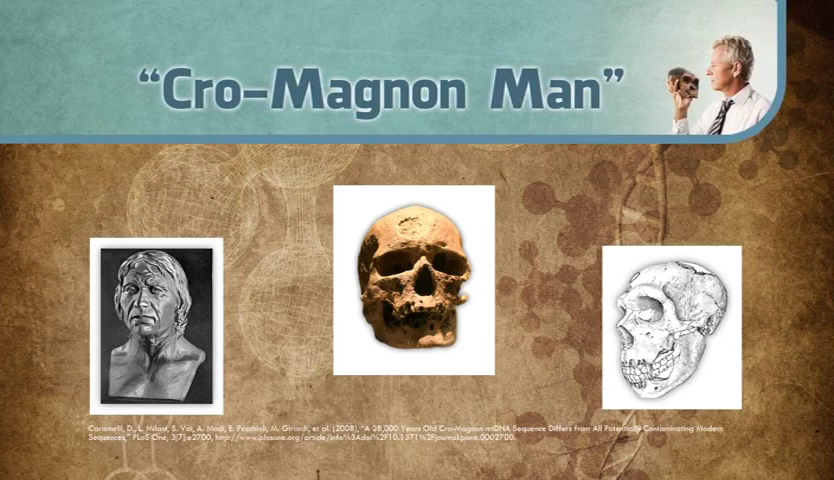 “Cro-Magnon Man”
Caramelli, D., L. Milani, S. Vai, A. Modi, E. Pecchioli, M. Girardi, et al. (2008), “A 28,000 Years Old Cro-Magnon mtDNA Sequence Differs from All Potentially Contaminating Modern
Sequences,” PLoS One, 3[7]:e2700, http://www.plosone.org/article/info%3Adoi%2F10.1371%2Fjournal.pone.0002700.